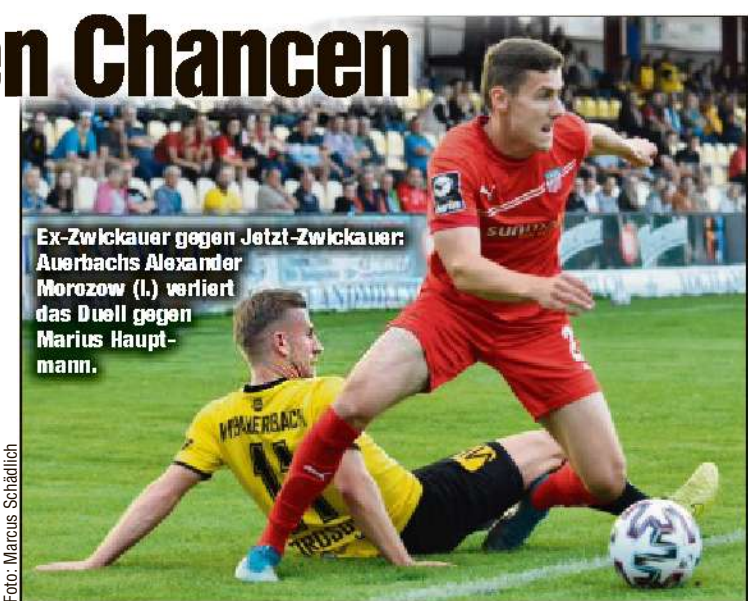 en Chancen
Ex-Zwickauer gegen Jetzt-Zwickauer:
Auerbachs Alexander
Morozow (l.) verliert
das Duell gegen
Marius Haupt-
mann.
Foto: Marcus Schädlich